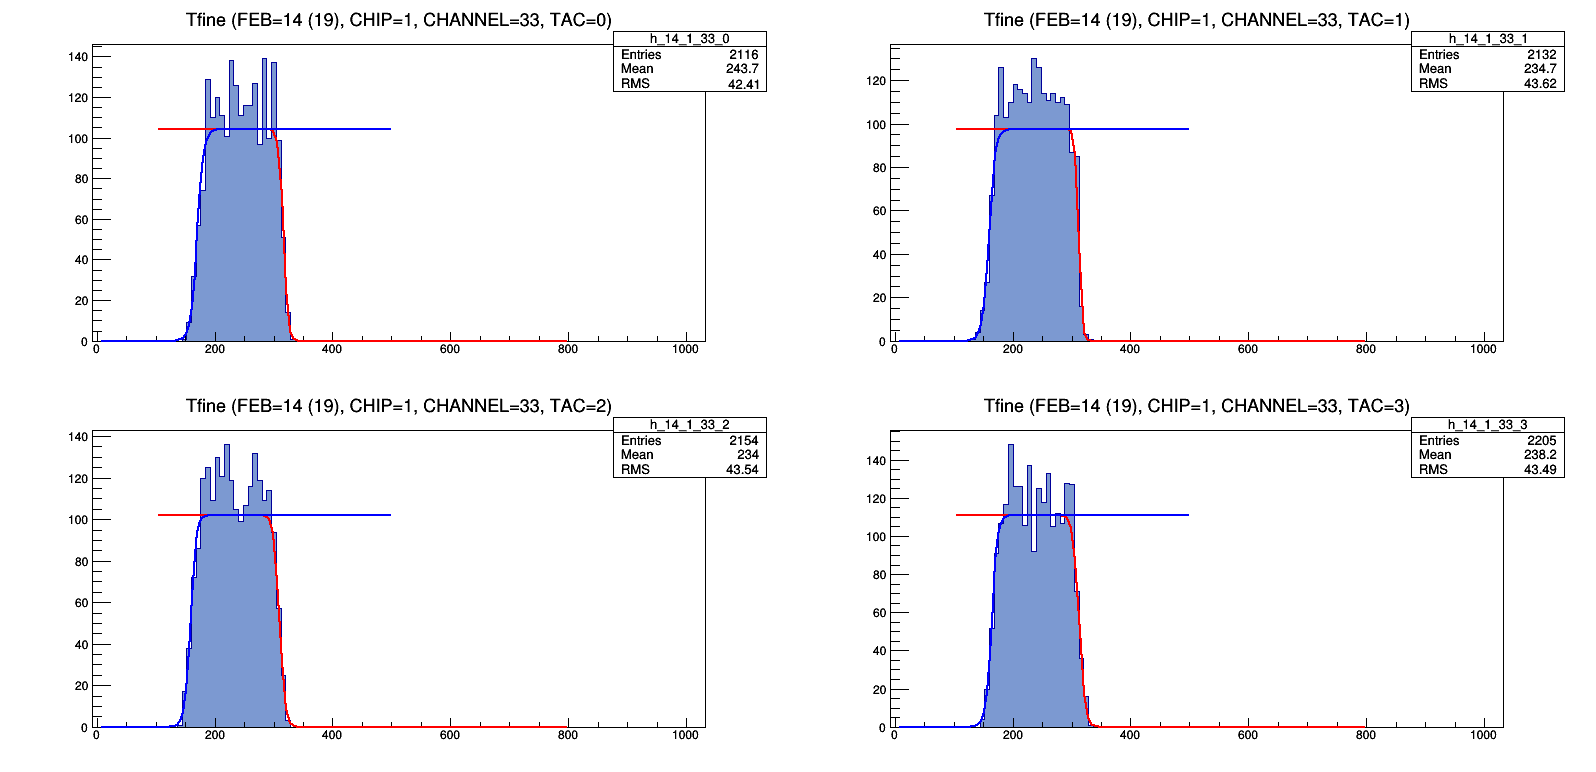 Tfine (FEB=14 (19), CHIP=1, CHANNEL=33, TAC=0)
h_14_1_33_0
Entries 2116
Mean 243.7
RMS 42.41
140
120
100
80
60
40
20
0
0 200 400 600 800 1000
Tfine (FEB=14 (19), CHIP=1, CHANNEL=33, TAC=1)
h_14_1_33_1
Entries 2132
Mean 234.7
RMS 43.62
120
100
80
60
40
20
0
0 200 400 600 800 1000
Tfine (FEB=14 (19), CHIP=1, CHANNEL=33, TAC=2)
h_14_1_33_2
Entries 2154
Mean 234
RMS 43.54
140
120
100
80
60
40
20
0
0 200 400 600 800 1000
Tfine (FEB=14 (19), CHIP=1, CHANNEL=33, TAC=3)
h_14_1_33_3
Entries 2205
Mean 238.2
RMS 43.49
140
120
100
80
60
40
20
0
0 200 400 600 800 1000